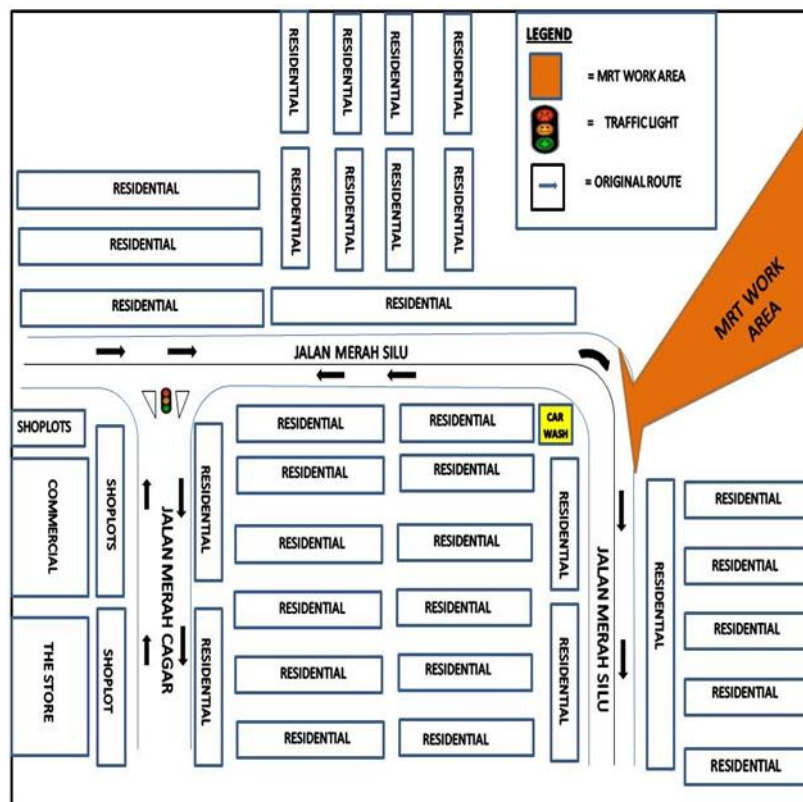 LEGEND
= MRT WORK AREA
= TRAFFIC LIGHT
= ORIGINAL ROUTE
RESIDENTIAL
RESIDENTIAL
RESIDENTIAL
RESIDENTIAL
RESIDENTIAL
RESIDENTIAL
RESIDENTIAL
RESIDENTIAL
RESIDENTIAL
RESIDENTIAL
RESIDENTIAL
RESIDENTIAL
MRT WORK
AREA
JALAN MERAH SILU
SHOPLOTS
COMMERCIAL
THE STORE
SHOPLOTS
SHOPLOT
JALAN MERAH CAGAR
RESIDENTIAL
RESIDENTIAL
RESIDENTIAL
RESIDENTIAL
CAR
WASH
RESIDENTIAL
RESIDENTIAL
RESIDENTIAL
RESIDENTIAL
RESIDENTIAL
RESIDENTIAL
RESIDENTIAL
RESIDENTIAL
RESIDENTIAL
RESIDENTIAL
RESIDENTIAL
RESIDENTIAL
JALAN MERAH SILU
RESIDENTIAL
RESIDENTIAL
RESIDENTIAL
RESIDENTIAL
RESIDENTIAL
RESIDENTIAL